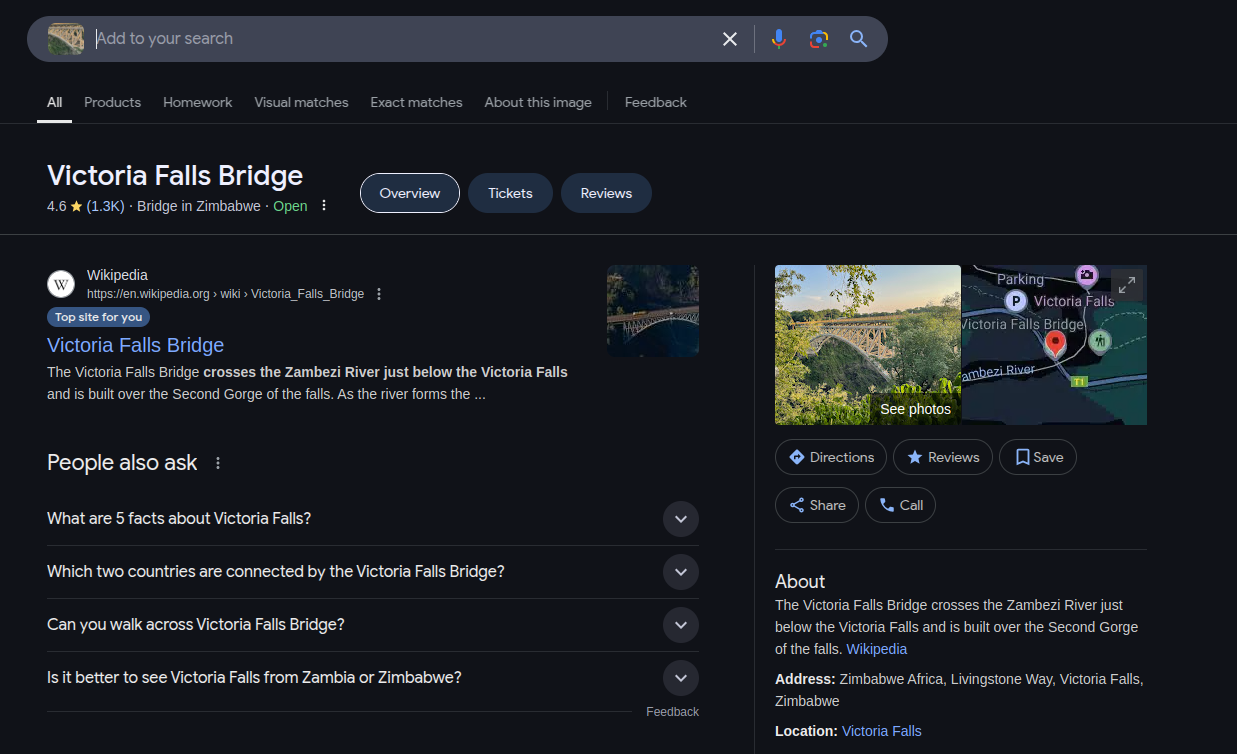 Add to your search
All Products Homework Visual matches Exact matches About this image Feedback
Victoria Falls Bridge
4.6 (1.3K) · Bridge in Zimbabwe · Open
Overview Tickets Reviews
W
Wikipedia
https://en.wikipedia.org › wiki › Victoria_Falls_Bridge
Top site for you
Victoria Falls Bridge
The Victoria Falls Bridge crosses the Zambezi River just below the Victoria Falls
and is built over the Second Gorge of the falls. As the river forms the ...
People also ask
What are 5 facts about Victoria Falls?
Which two countries are connected by the Victoria Falls Bridge?
Can you walk across Victoria Falls Bridge?
Is it better to see Victoria Falls from Zambia or Zimbabwe?
Feedback
See photos
Parking
P
Victoria Falls
Victoria Falls Bridge
ambezi River
T1
Directions Reviews Save
Share Call
About
The Victoria Falls Bridge crosses the Zambezi River just
below the Victoria Falls and is built over the Second Gorge
of the falls. Wikipedia
Address: Zimbabwe Africa, Livingstone Way, Victoria Falls,
Zimbabwe
Location: Victoria Falls